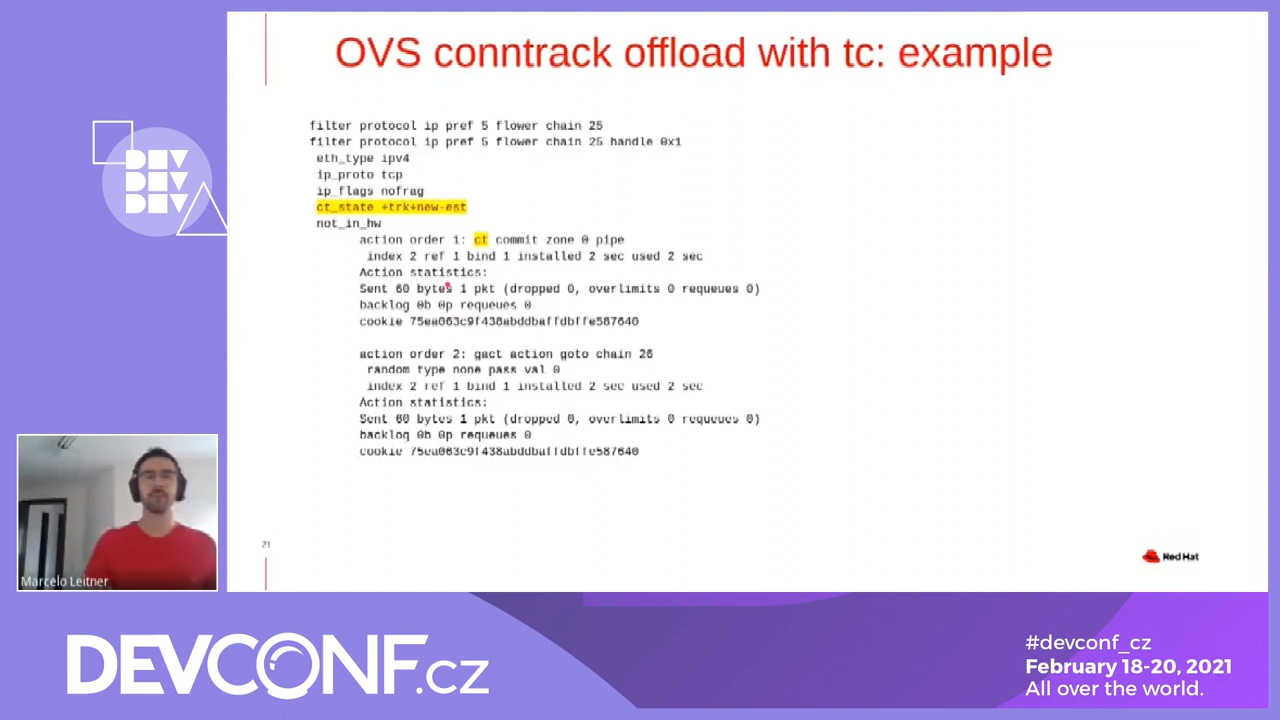 OVS conntrack offload with tc: example
filter protocol ip pref 5 flower chain 25
filter protocol ip pref 5 flower chain 25 handle 0x1
eth_type ipv4
ip_proto tcp
ip_flags nofrag
ct_state +trk+new-est
not_in_hw
action order 1: ct commit zone 0 pipe
index 2 ref 1 bind 1 installed 2 sec used 2 sec
Action statistics:
Sent 60 bytes 1 pkt (dropped 0, overlimits 0 requeues 0)
backlog 0b 0p requeues 0
cookie 75ea063c9f438abddbaffdbffe587640
action order 2: gact action goto chain 26
random type none pass val 0
index 2 ref 1 bind 1 installed 2 sec used 2 sec
Action statistics:
Sent 60 bytes 1 pkt (dropped 0, overlimits 0 requeues 0)
backlog 0b 0p requeues 0
cookie 75ea063c9f438abddbaffdbffe587640
21
Red Hat
DEV
DEV
DEV
Marcelo Leitner
DEVCONF.cz
#devconf_cz
February 18-20, 2021
All over the world.